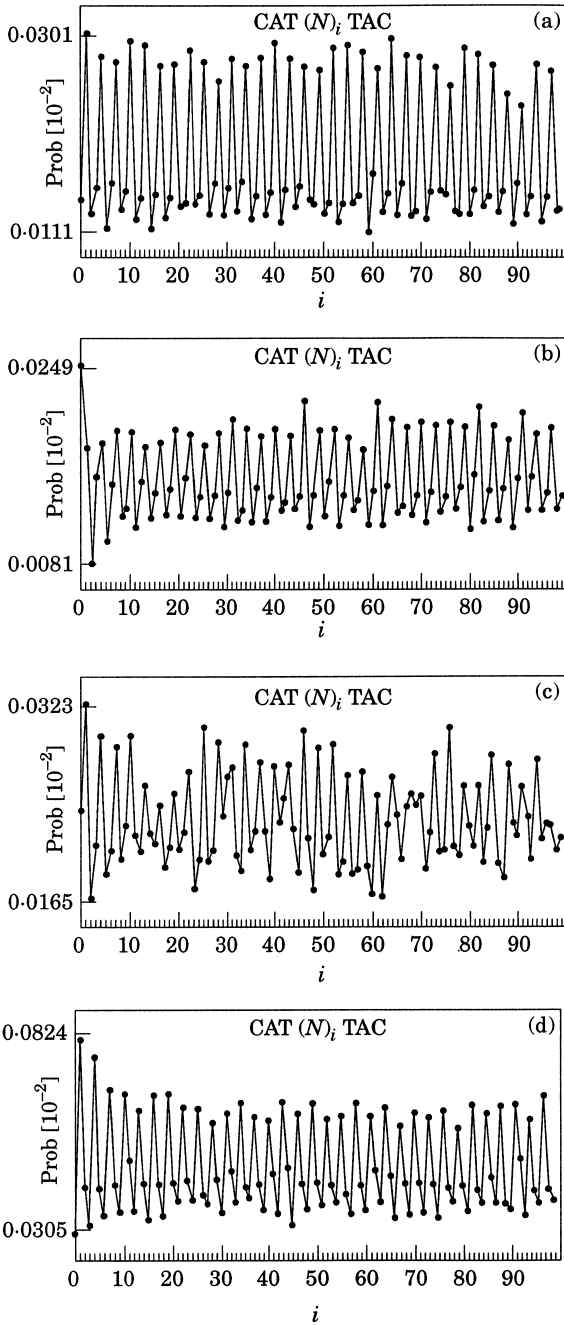 CAT (N)i TAC (a)
0·0301
Prob [10⁻²]
0·0111
0 10 20 30 40 50 60 70 80 90
i
CAT (N)i TAC (b)
0·0249
Prob [10⁻²]
0·0081
0 10 20 30 40 50 60 70 80 90
i
CAT (N)i TAC (c)
0·0323
Prob [10⁻²]
0·0165
0 10 20 30 40 50 60 70 80 90
i
CAT (N)i TAC (d)
0·0824
Prob [10⁻²]
0·0305
0 10 20 30 40 50 60 70 80 90
i